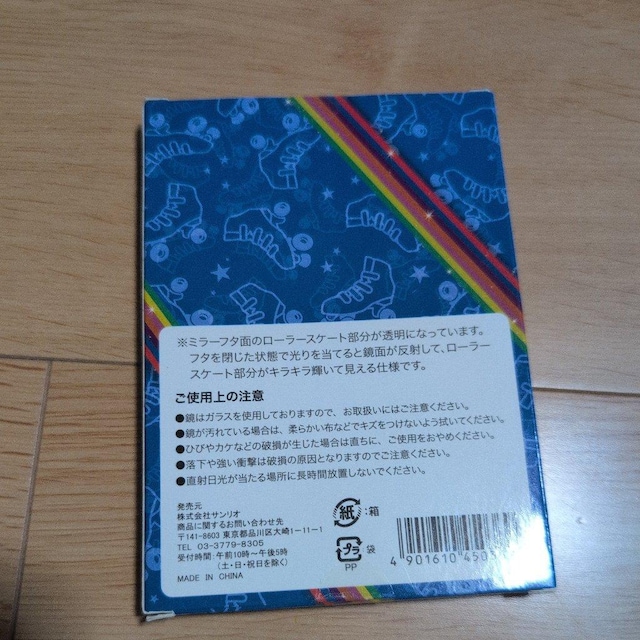 ※ミラーフタ面のローラースケート部分が透明になっています。
フタを閉じた状態で光りを当てると鏡面が反射して、ローラー
スケート部分がキラキラ輝いて見える仕様です。
ご使用上の注意
●鏡はガラスを使用しておりますので、お取扱いにはご注意ください。
●鏡が汚れている場合は、柔らかい布などでキズをつけないよう拭いてください。
●ひびやカケなどの破損が生じた場合は直ちに、ご使用をおやめください。
●落下や強い衝撃は破損の原因となりますのでご注意ください。
●直射日光が当たる場所に長時間放置しないでください。
発売元
株式会社サンリオ
商品に関するお問い合わせ先
〒141-8603 東京都品川区大崎1-11-1
TEL 03-3779-8305
受付時間:午前10時~午後5時
(土・日・祝日を除く)
MADE IN CHINA
紙 :箱
プラ 袋
PP
4 901610 450